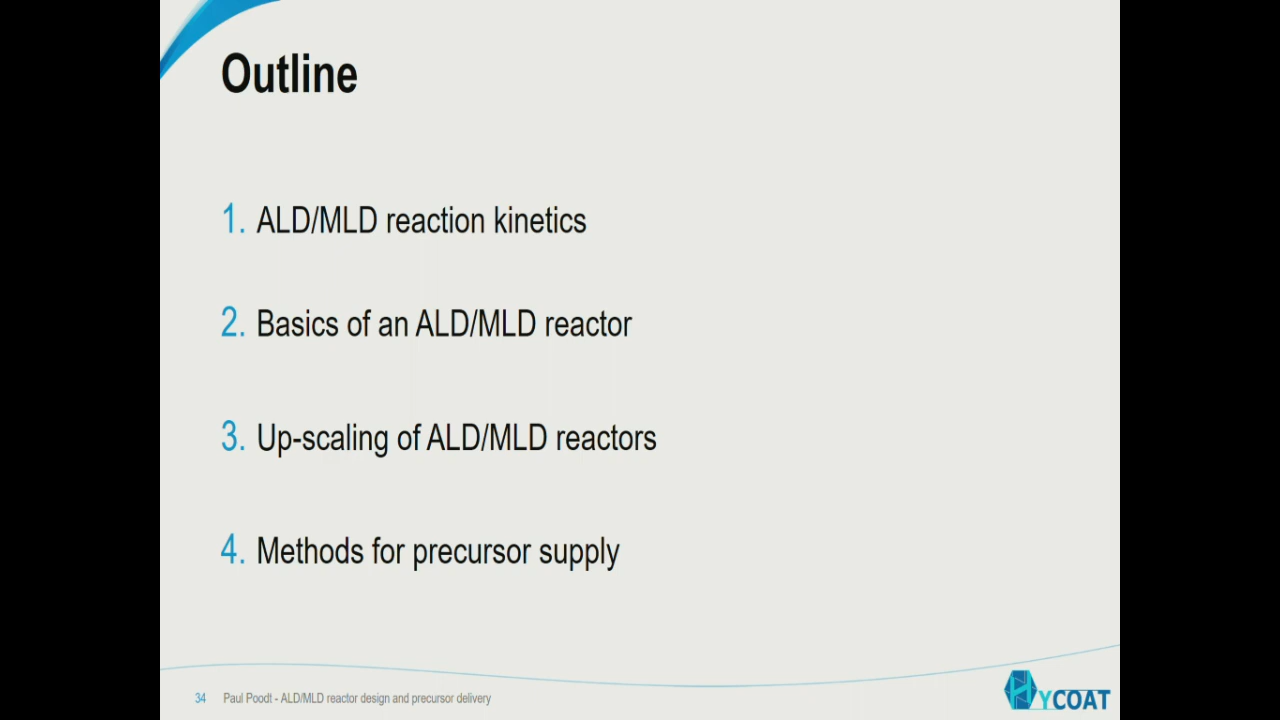 Outline
1. ALD/MLD reaction kinetics
2. Basics of an ALD/MLD reactor
3. Up-scaling of ALD/MLD reactors
4. Methods for precursor supply
34 Paul Poodt - ALD/MLD reactor design and precursor delivery
HYCOAT